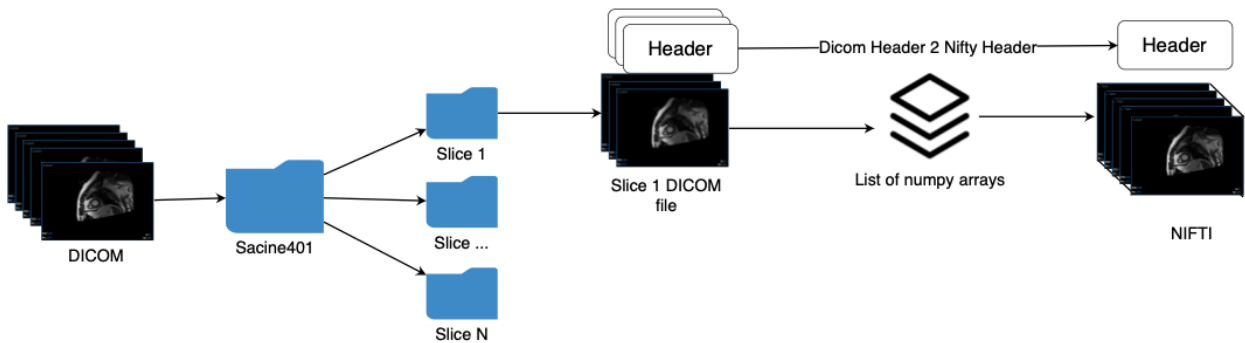 Header
Dicom Header 2 Nifty Header
Header
Slice 1
DICOM
Sacine401
Slice ...
Slice N
Slice 1 DICOM
file
List of numpy arrays
NIFTI